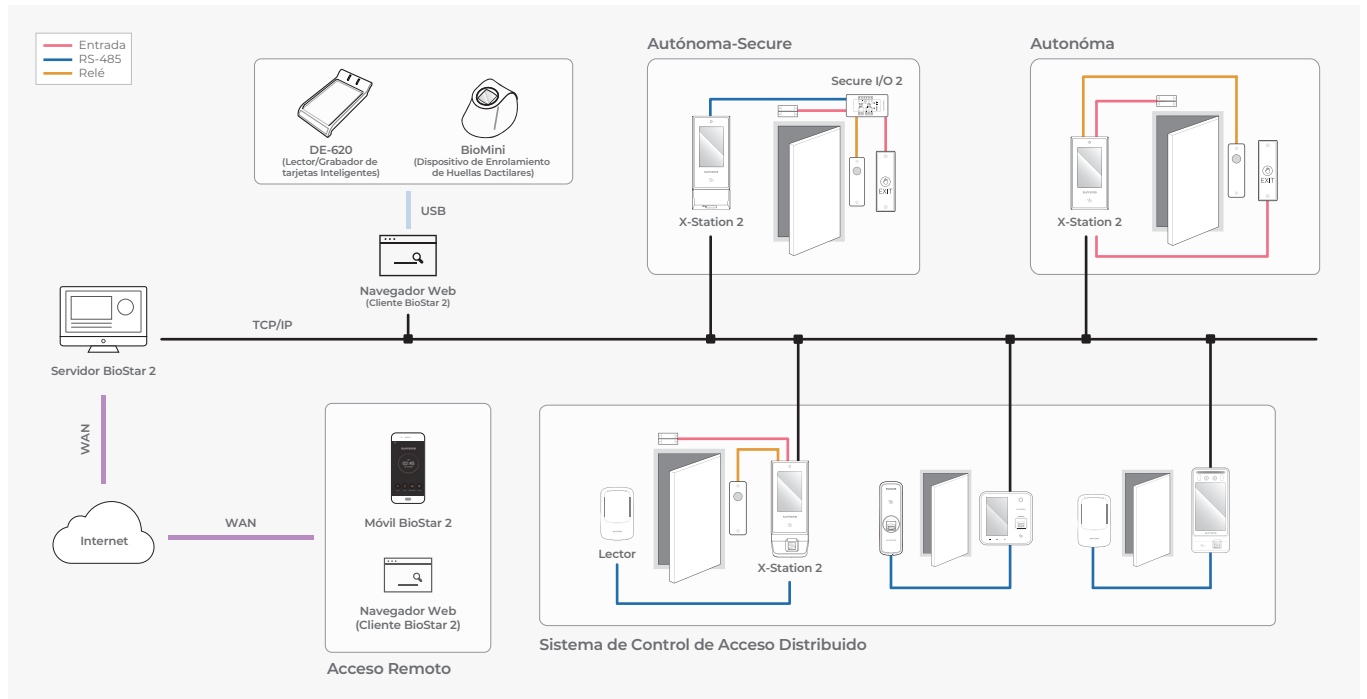 Entrada
RS-485
Relé
DE-620
(Lector/Grabador de
tarjetas Inteligentes)
BioMini
(Dispositivo de Enrolamiento
de Huellas Dactilares)
USB
Navegador Web
(Cliente BioStar 2)
Autónoma-Secure
Secure I/O 2
EXIT
X-Station 2
Autonóma
EXIT
X-Station 2
TCP/IP
Servidor BioStar 2
WAN
Internet
WAN
Móvil BioStar 2
Navegador Web
(Cliente BioStar 2)
Acceso Remoto
Lector
X-Station 2
Sistema de Control de Acceso Distribuido